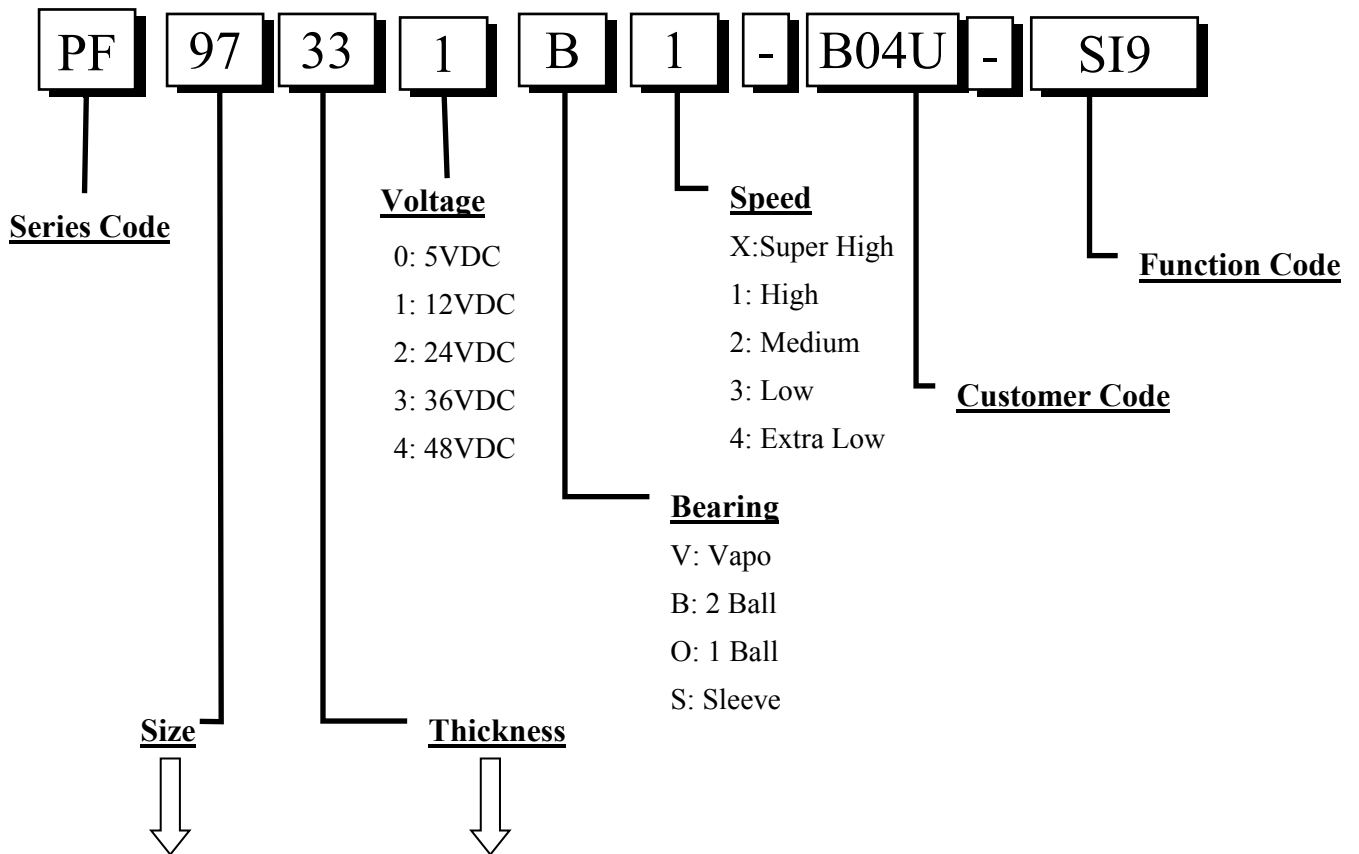 PF 97 33 1 B 1 - B04U - SI9
Series Code
Voltage
0: 5VDC
1: 12VDC
2: 24VDC
3: 36VDC
4: 48VDC
Speed
X:Super High
1: High
2: Medium
3: Low
4: Extra Low
Function Code
Customer Code
Bearing
V: Vapo
B: 2 Ball
O: 1 Ball
S: Sleeve
Size
Thickness